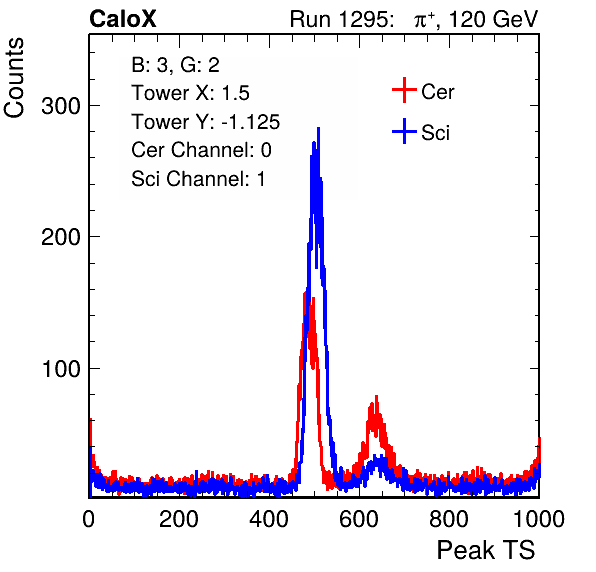 CaloX Run 1295: π⁺, 120 GeV
Counts
B: 3, G: 2
Tower X: 1.5
Tower Y: -1.125
Cer Channel: 0
Sci Channel: 1
Cer
Sci
300
200
100
0 200 400 600 800 1000
Peak TS